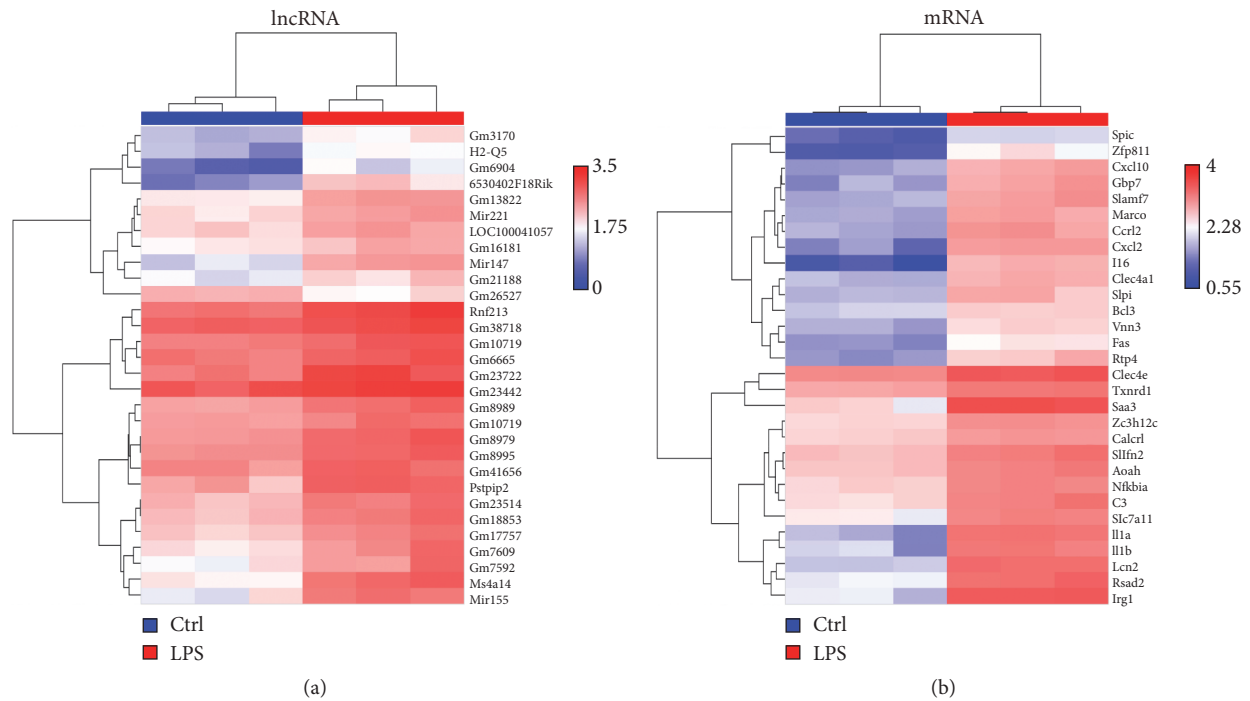 lncRNA
Gm3170
H2-Q5
Gm6904
6530402F18Rik
Gm13822
Mir221
LOC100041057
Gm16181
Mir147
Gm21188
Gm26527
Rnf213
Gm38718
Gm10719
Gm6665
Gm23722
Gm23442
Gm8989
Gm10719
Gm8979
Gm8995
Gm41656
Pstpip2
Gm23514
Gm18853
Gm17757
Gm7609
Gm7592
Ms4a14
Mir155
3.5
1.75
0
Ctrl
LPS
(a)
mRNA
Spic
Zfp811
Cxcl10
Gbp7
Slamf7
Marco
Ccrl2
Cxcl2
I16
Clec4a1
Slpi
Bcl3
Vnn3
Fas
Rtp4
Clec4e
Txnrd1
Saa3
Zc3h12c
Calcrl
SlIfn2
Aoah
Nfkbia
C3
SIc7a11
Il1a
Il1b
Lcn2
Rsad2
Irg1
4
2.28
0.55
Ctrl
LPS
(b)